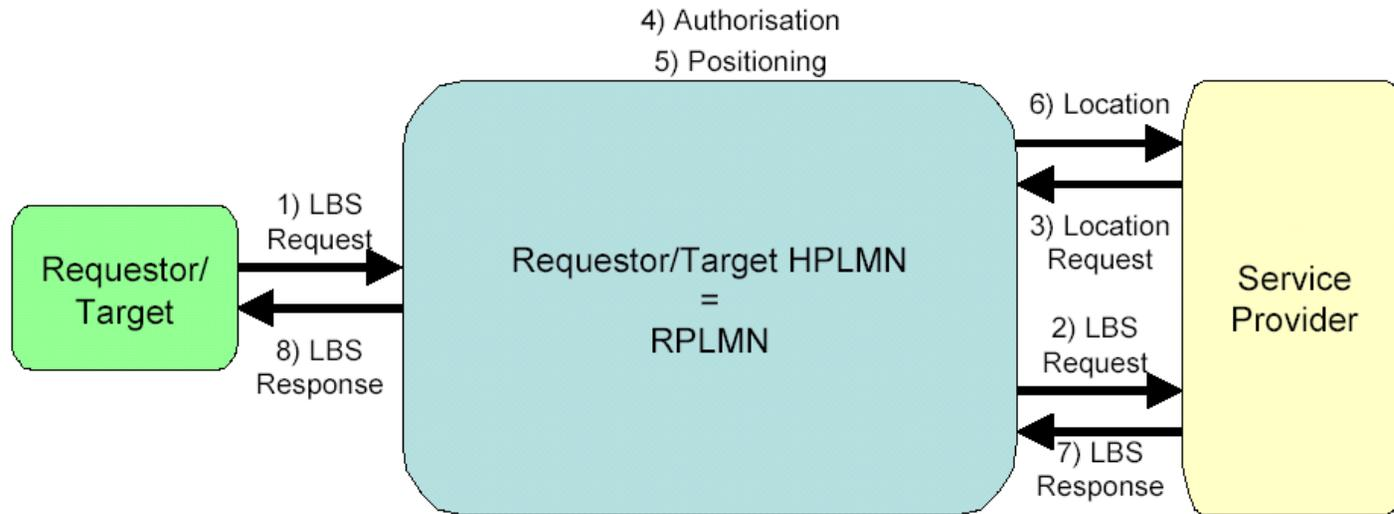 4) Authorisation
5) Positioning
Requestor/
Target
1) LBS
Request
8) LBS
Response
Requestor/Target HPLMN
=
RPLMN
6) Location
3) Location
Request
2) LBS
Request
7) LBS
Response
Service
Provider